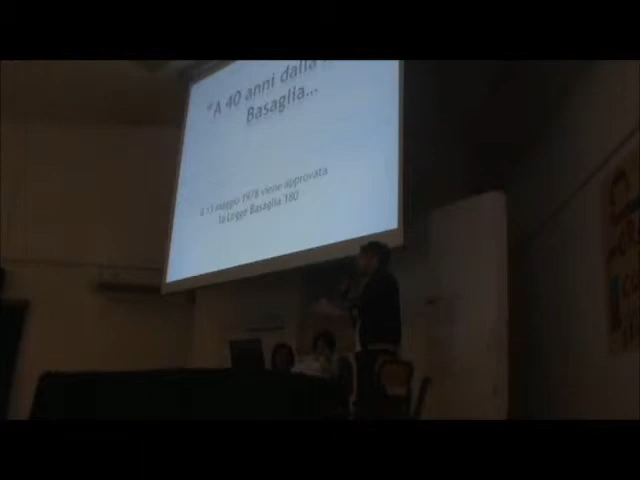 "A 40 anni dalla
Basaglia...
Il 13 maggio 1978 viene approvata
la Legge Basaglia 180